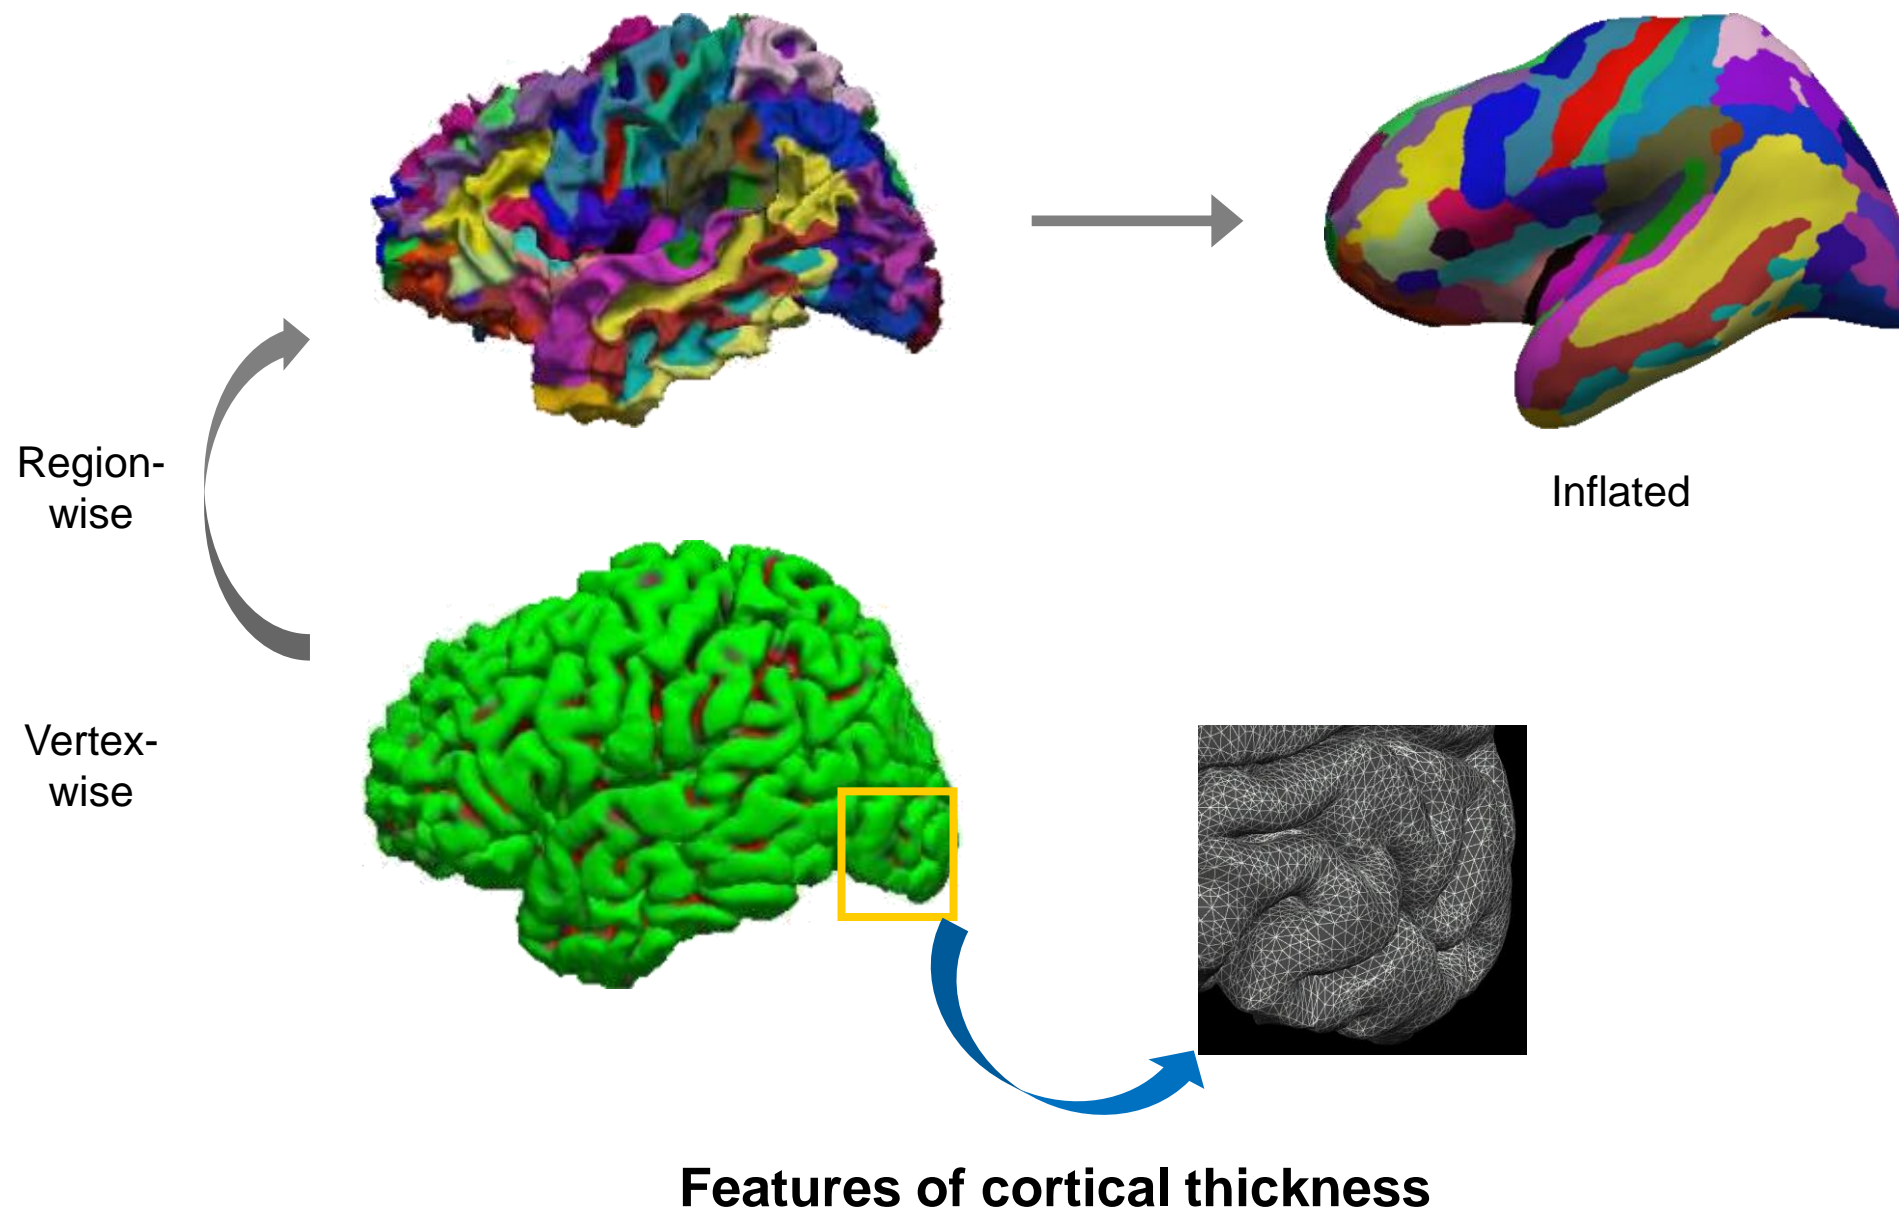 Region-
wise
Inflated
Vertex-
wise
Features of cortical thickness